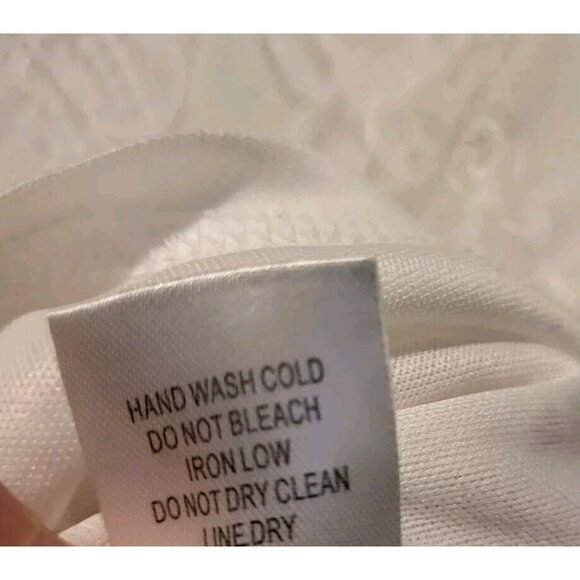 HAND WASH COLD
DO NOT BLEACH
IRON LOW
DO NOT DRY CLEAN
LINE DRY